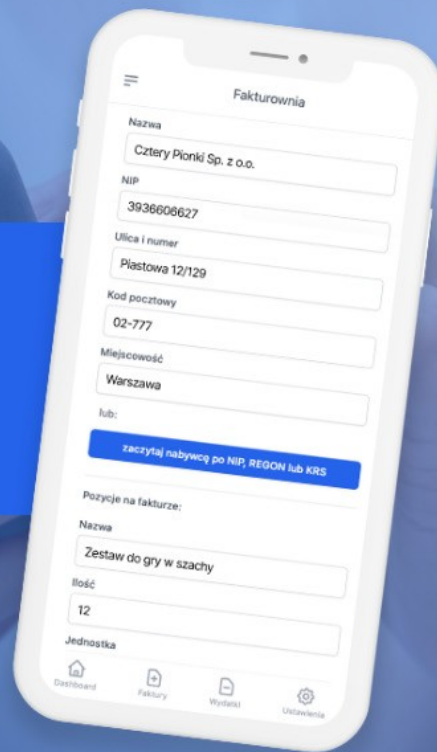 Fakturownia
Nazwa
Cztery Pionki Sp. z o.o.
NIP
3936606627
Ulica i numer
Piastowa 12/129
Kod pocztowy
02-777
Miejscowość
Warszawa
lub:
zaczytaj nabywcę po NIP, REGON lub KRS
Pozycje na fakturze:
Nazwa
Zestaw do gry w szachy
Ilość
12
Jednostka
Dashboard Faktury Wydatki Ustawienia